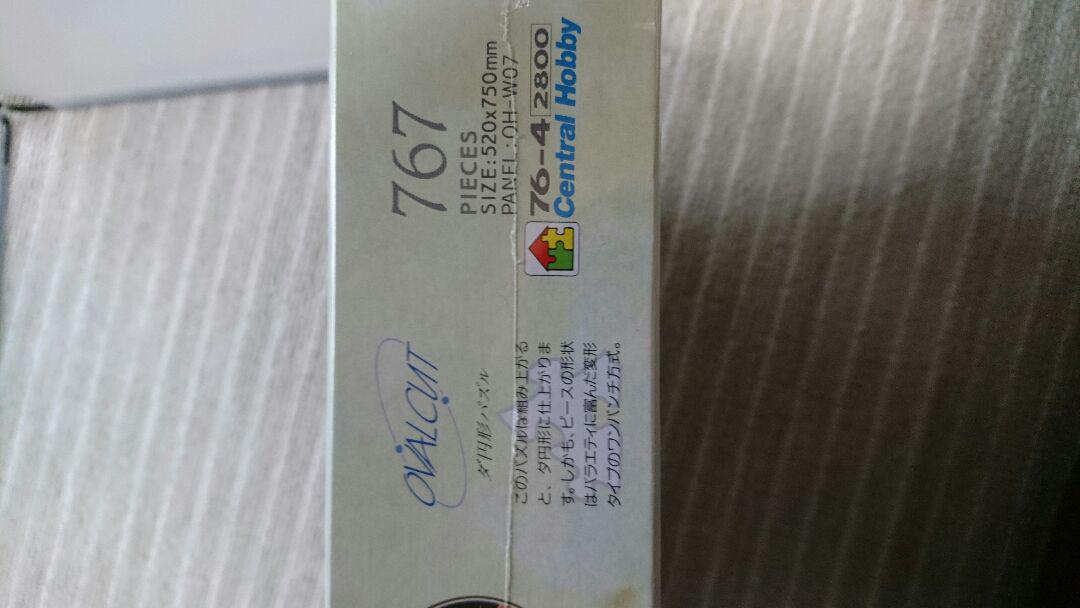 OVALCUT
ダ円形パズル
このパズルは組み上がる
と、ダ円形に仕上がりま
す。しかも、ピースの形状
はバラエティに富んだ変形
タイプのワンパンチ方式。
767
PIECES
SIZE:520x750mm
PANEL:OH-W07
76-4 2800
Central Hobby